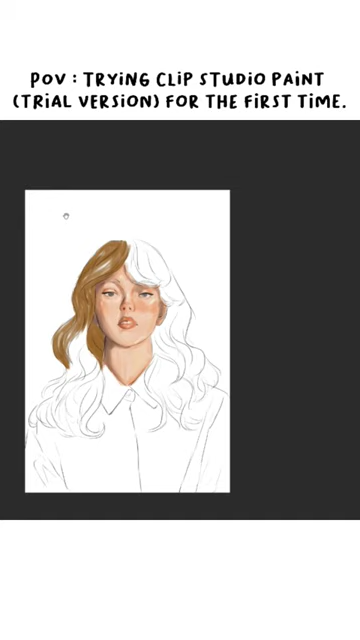 POV : TRYING CLIP STUDIO PAINT
(TRIAL VERSION) FOR THE FIRST TIME.